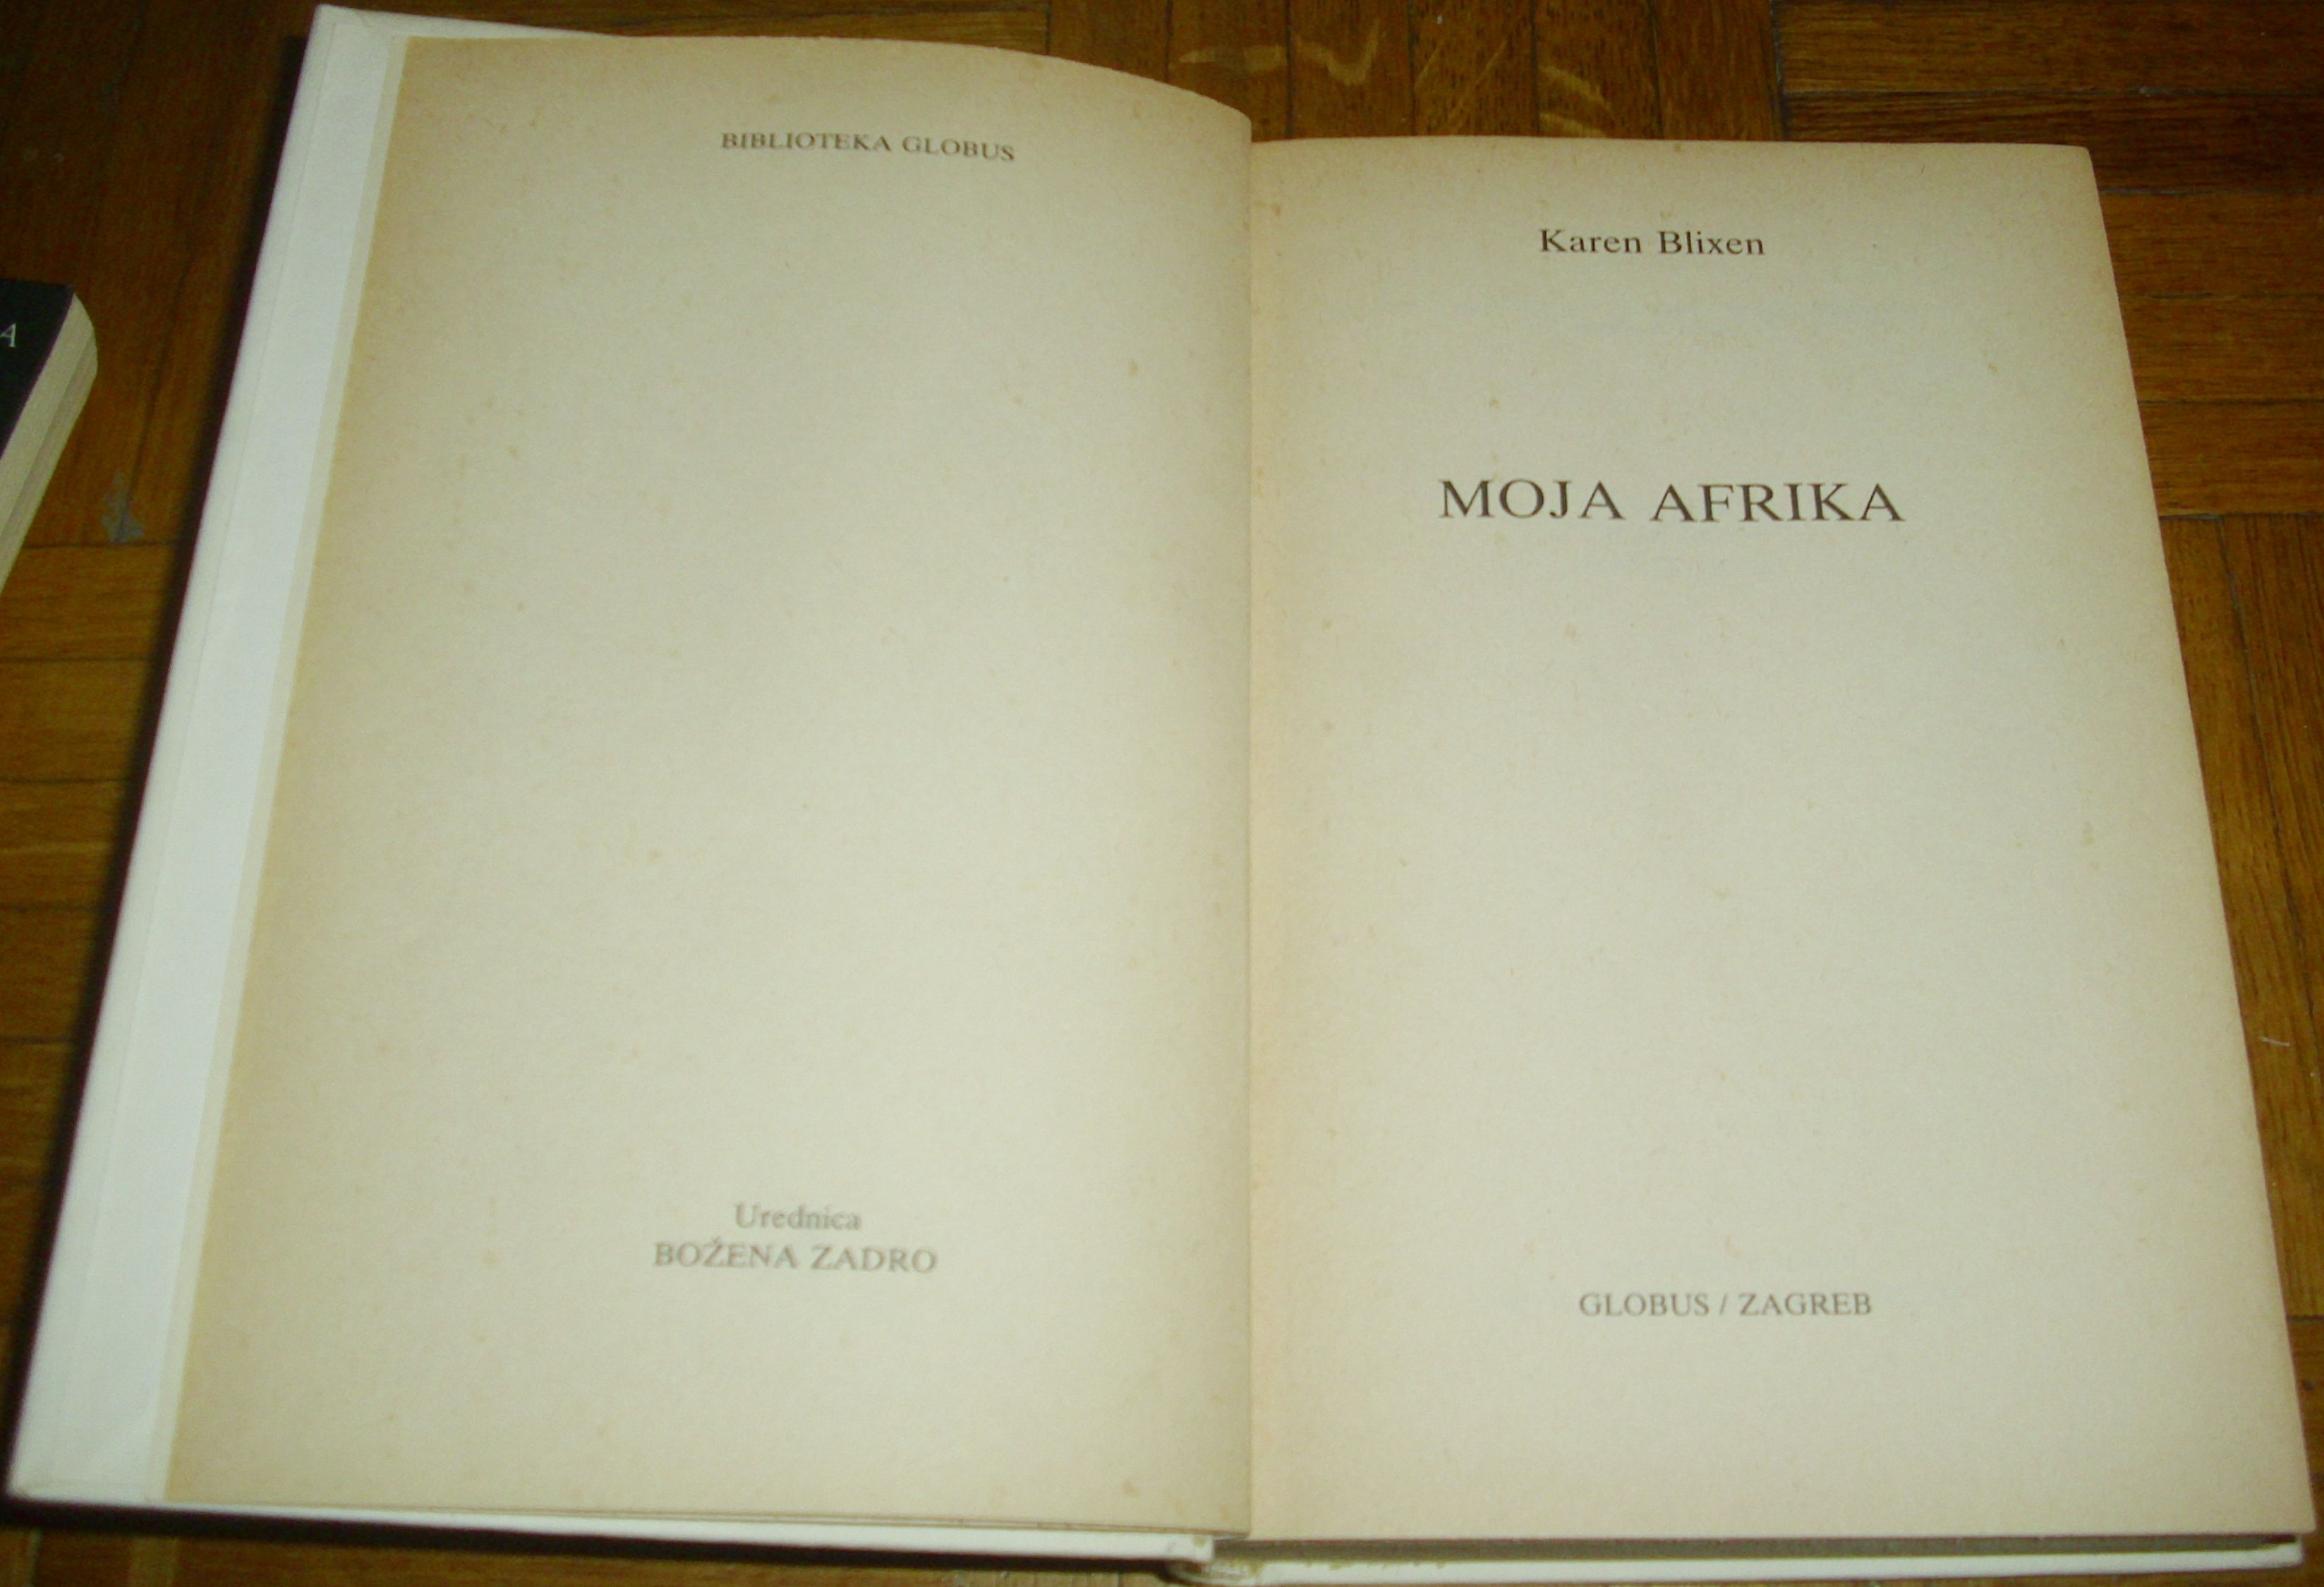 A
BIBLIOTEKA GLOBUS
Urednica
BOŽENA ZADRO
Karen Blixen
MOJA AFRIKA
GLOBUS / ZAGREB